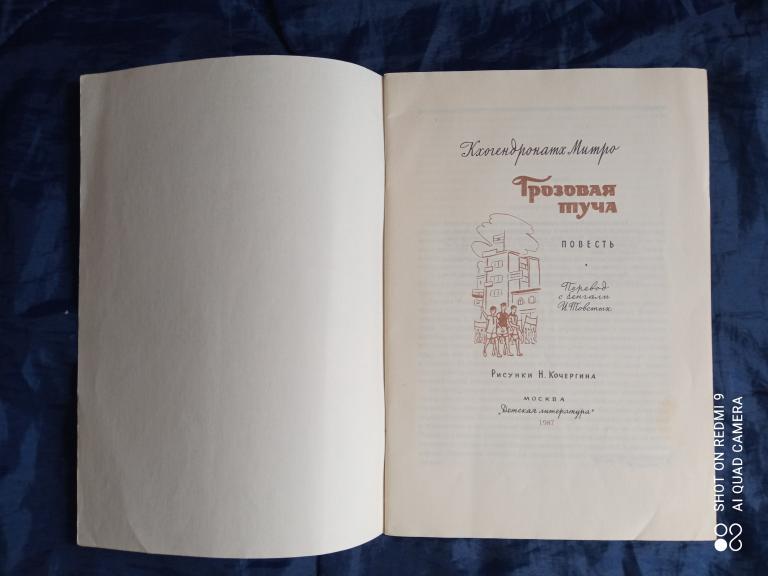 Кхогендронатх Митро
Грозовая
туча
ПОВЕСТЬ
Перевод
с бенгали
И. Товстых
Рисунки Н. Кочергина
МОСКВА
„Детская литература“
1987
SHOT ON REDMI 9
AI QUAD CAMERA